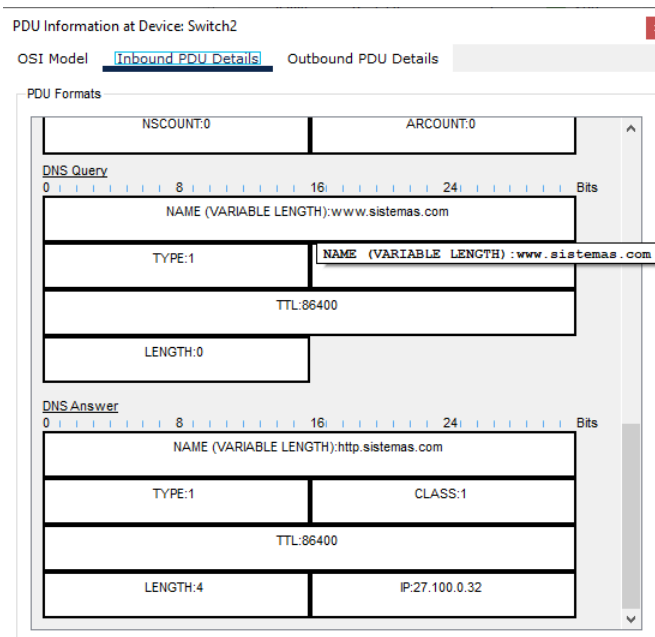 PDU Information at Device: Switch2
OSI Model Inbound PDU Details Outbound PDU Details
PDU Formats
NSCOUNT:0 ARCOUNT:0
DNS Query
0 8 16 24 Bits
NAME (VARIABLE LENGTH):www.sistemas.com
TYPE:1 NAME (VARIABLE LENGTH):www.sistemas.com
TTL:86400
LENGTH:0
DNS Answer
0 8 16 24 Bits
NAME (VARIABLE LENGTH):http.sistemas.com
TYPE:1 CLASS:1
TTL:86400
LENGTH:4 IP:27.100.0.32